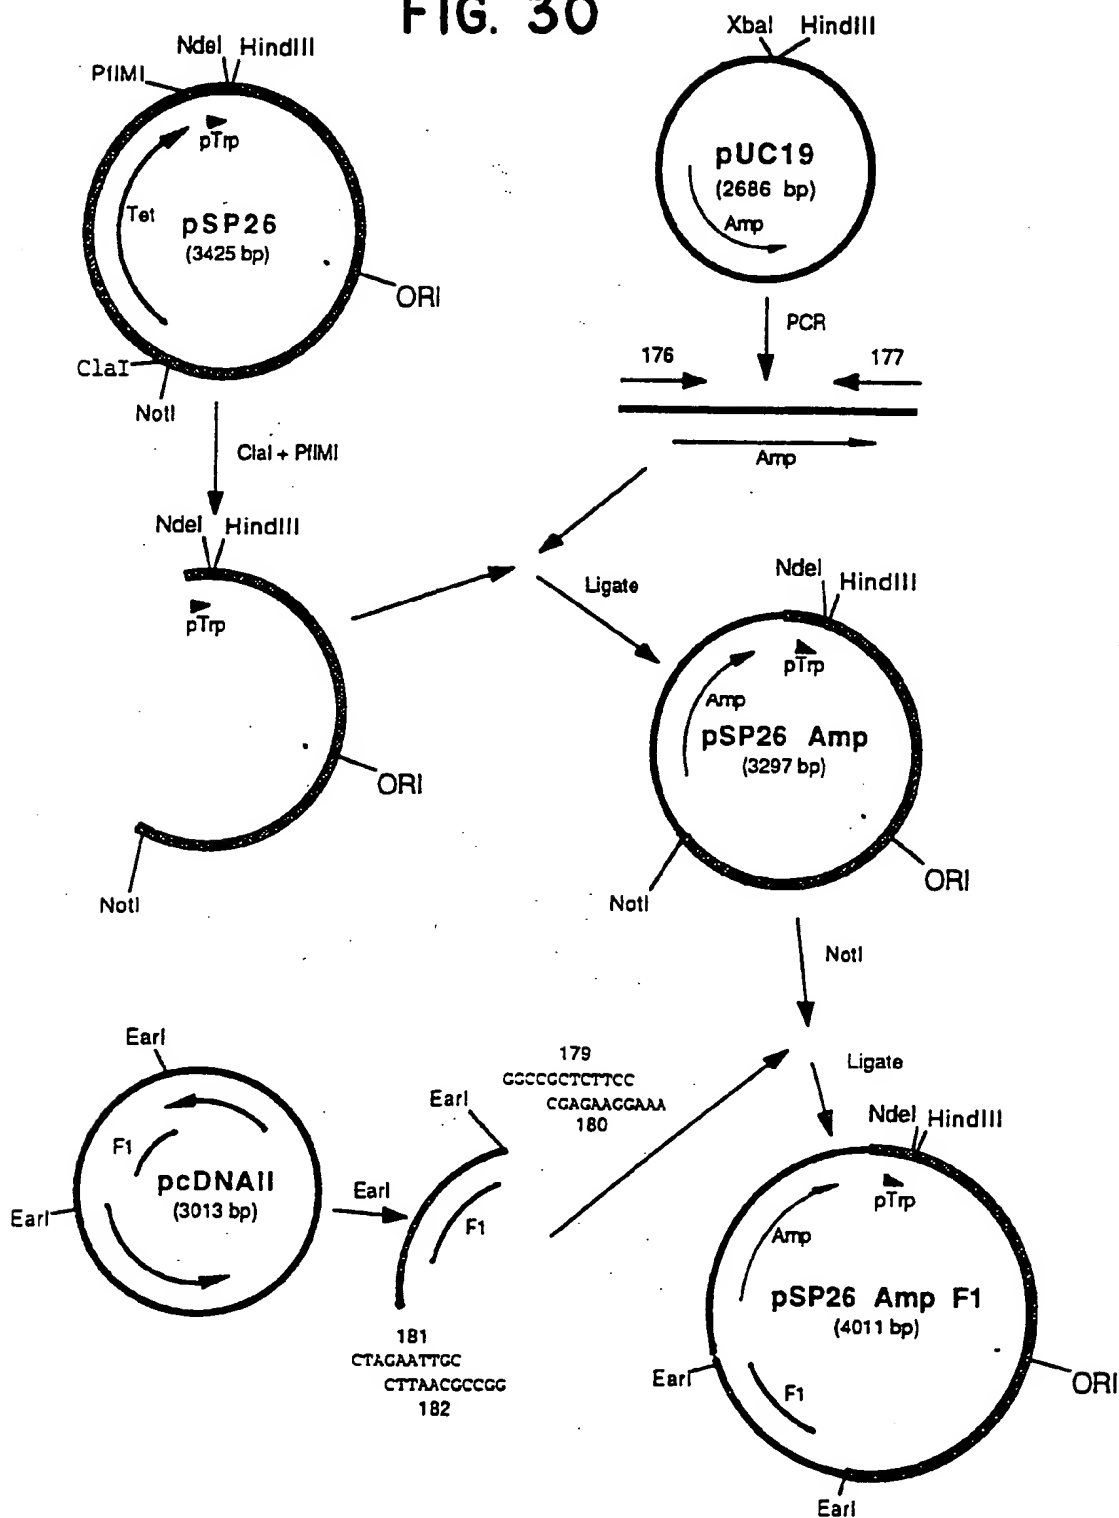 FIG. 30
NdeI HindIII
PflMI
pTrp
Tet
pSP26
(3425 bp)
ORI
ClaI
NotI
XbaI HindIII
pUC19
(2686 bp)
Amp
PCR
176
177
Amp
ClaI + PflMI
NdeI HindIII
pTrp
ORI
NotI
Ligate
NdeI
HindIII
pTrp
Amp
pSP26 Amp
(3297 bp)
ORI
NotI
NotI
EarI
F1
pcDNAII
(3013 bp)
EarI
EarI
EarI
F1
179
GGCCGCTCTTCC
CGAGAAGGAAA
180
181
CTAGAATTGC
CTTAACGCCGG
182
Ligate
NdeI HindIII
pTrp
Amp
pSP26 Amp F1
(4011 bp)
EarI
F1
ORI
EarI